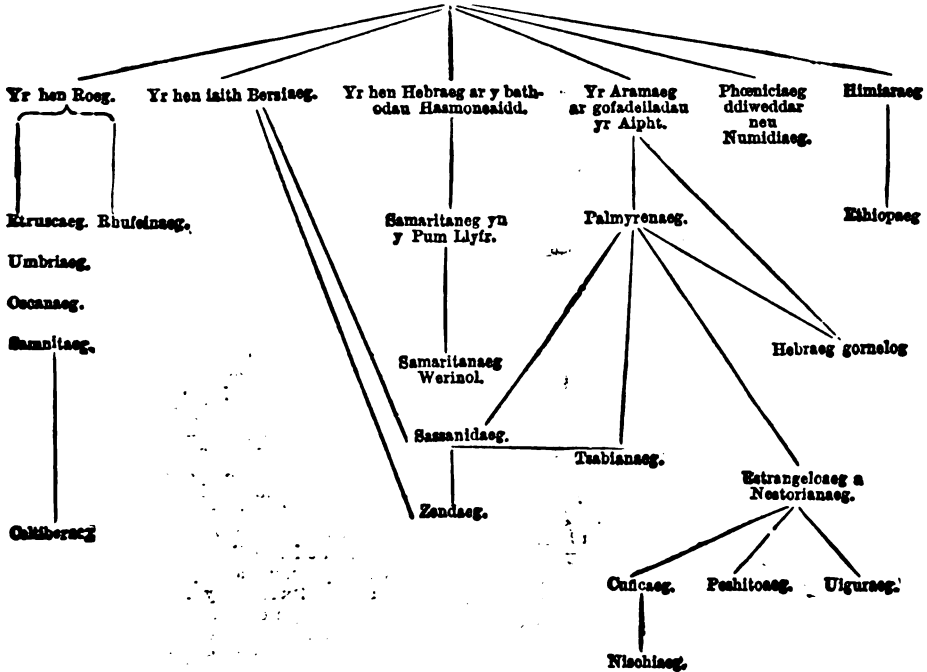 Yr hen Roeg.
Yr hen iaith Bersiaeg.
Yr hen Hebraeg ar y bath-
odau Hasmoneaidd.
Yr Aramaeg
ar gofadeiladau
yr Aipht.
Phœniciaeg
ddiweddar
neu
Numidiaeg.
Himiaraeg
Etruscaeg. Rhufeinaeg.
Samaritaneg yn
y Pum Llyfr.
Palmyrenaeg.
Ethiopaeg
Umbriaeg.
Oscanaeg.
Samnitaeg.
Samaritanaeg
Werinol.
Hebraeg gornelog
Sassanidaeg.
Tsabianaeg.
Estrangeloaeg a
Nestorianaeg.
Zendaeg.
Celtiberaeg
Cuficaeg.
Peshitoaeg.
Uiguraeg.
Nischiaeg.